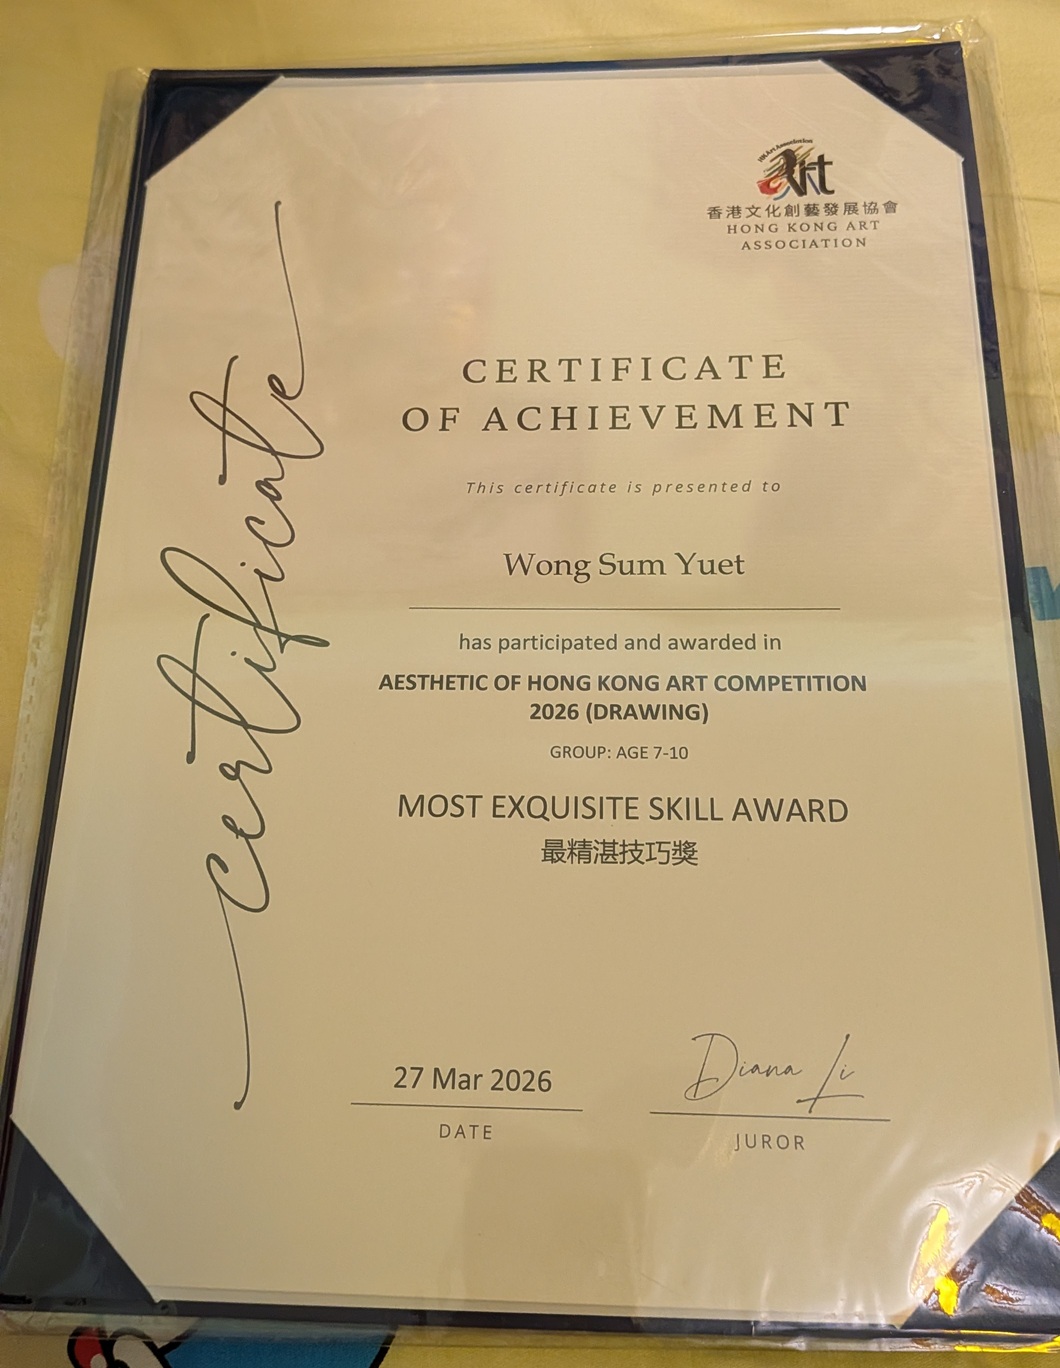 HK Art Association
Art
香港文化創藝發展協會
HONG KONG ART
ASSOCIATION
certificate
CERTIFICATE
OF ACHIEVEMENT
This certificate is presented to
Wong Sum Yuet
has participated and awarded in
AESTHETIC OF HONG KONG ART COMPETITION
2026 (DRAWING)
GROUP: AGE 7-10
MOST EXQUISITE SKILL AWARD
最精湛技巧獎
27 Mar 2026
DATE
Diana Li
JUROR